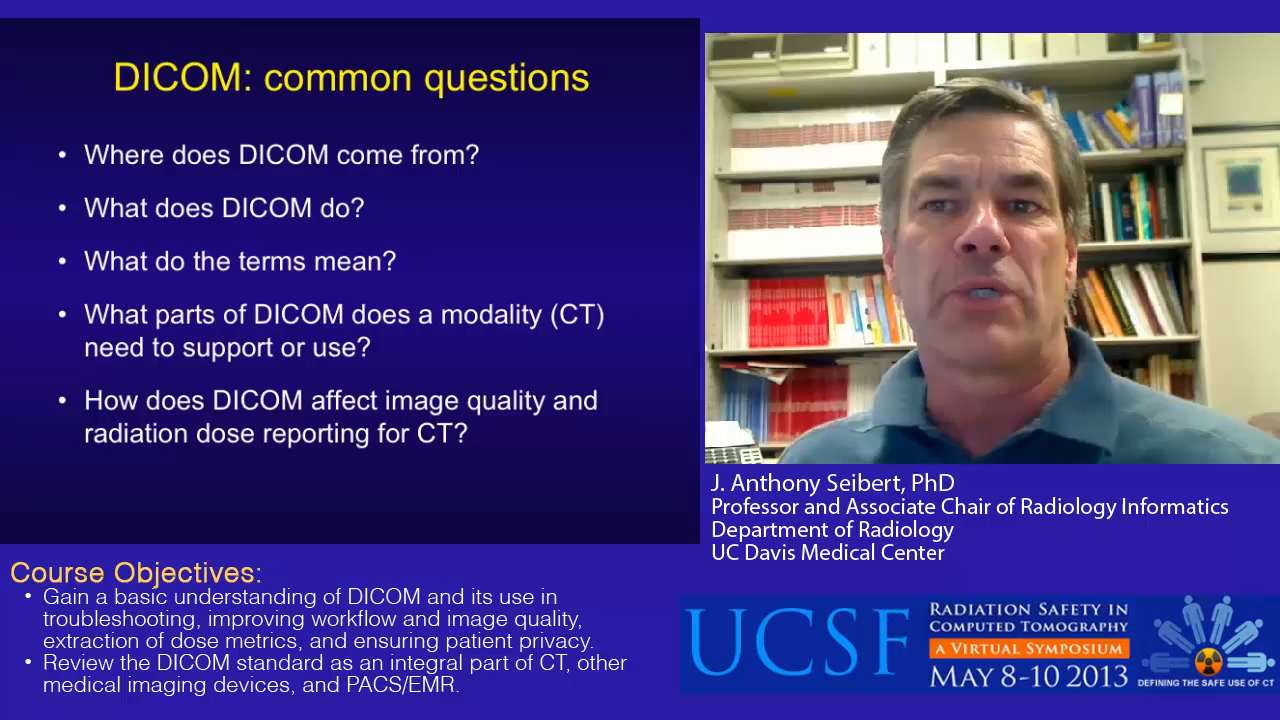 DICOM: common questions
• Where does DICOM come from?
• What does DICOM do?
• What do the terms mean?
• What parts of DICOM does a modality (CT)
need to support or use?
• How does DICOM affect image quality and
radiation dose reporting for CT?
J. Anthony Seibert, PhD
Professor and Associate Chair of Radiology Informatics
Department of Radiology
UC Davis Medical Center
Course Objectives:
• Gain a basic understanding of DICOM and its use in
troubleshooting, improving workflow and image quality,
extraction of dose metrics, and ensuring patient privacy.
• Review the DICOM standard as an integral part of CT, other
medical imaging devices, and PACS/EMR.
UCSF
RADIATION SAFETY IN
COMPUTED TOMOGRAPHY
A VIRTUAL SYMPOSIUM
MAY 8-10 2013
DEFINING THE SAFE USE OF CT